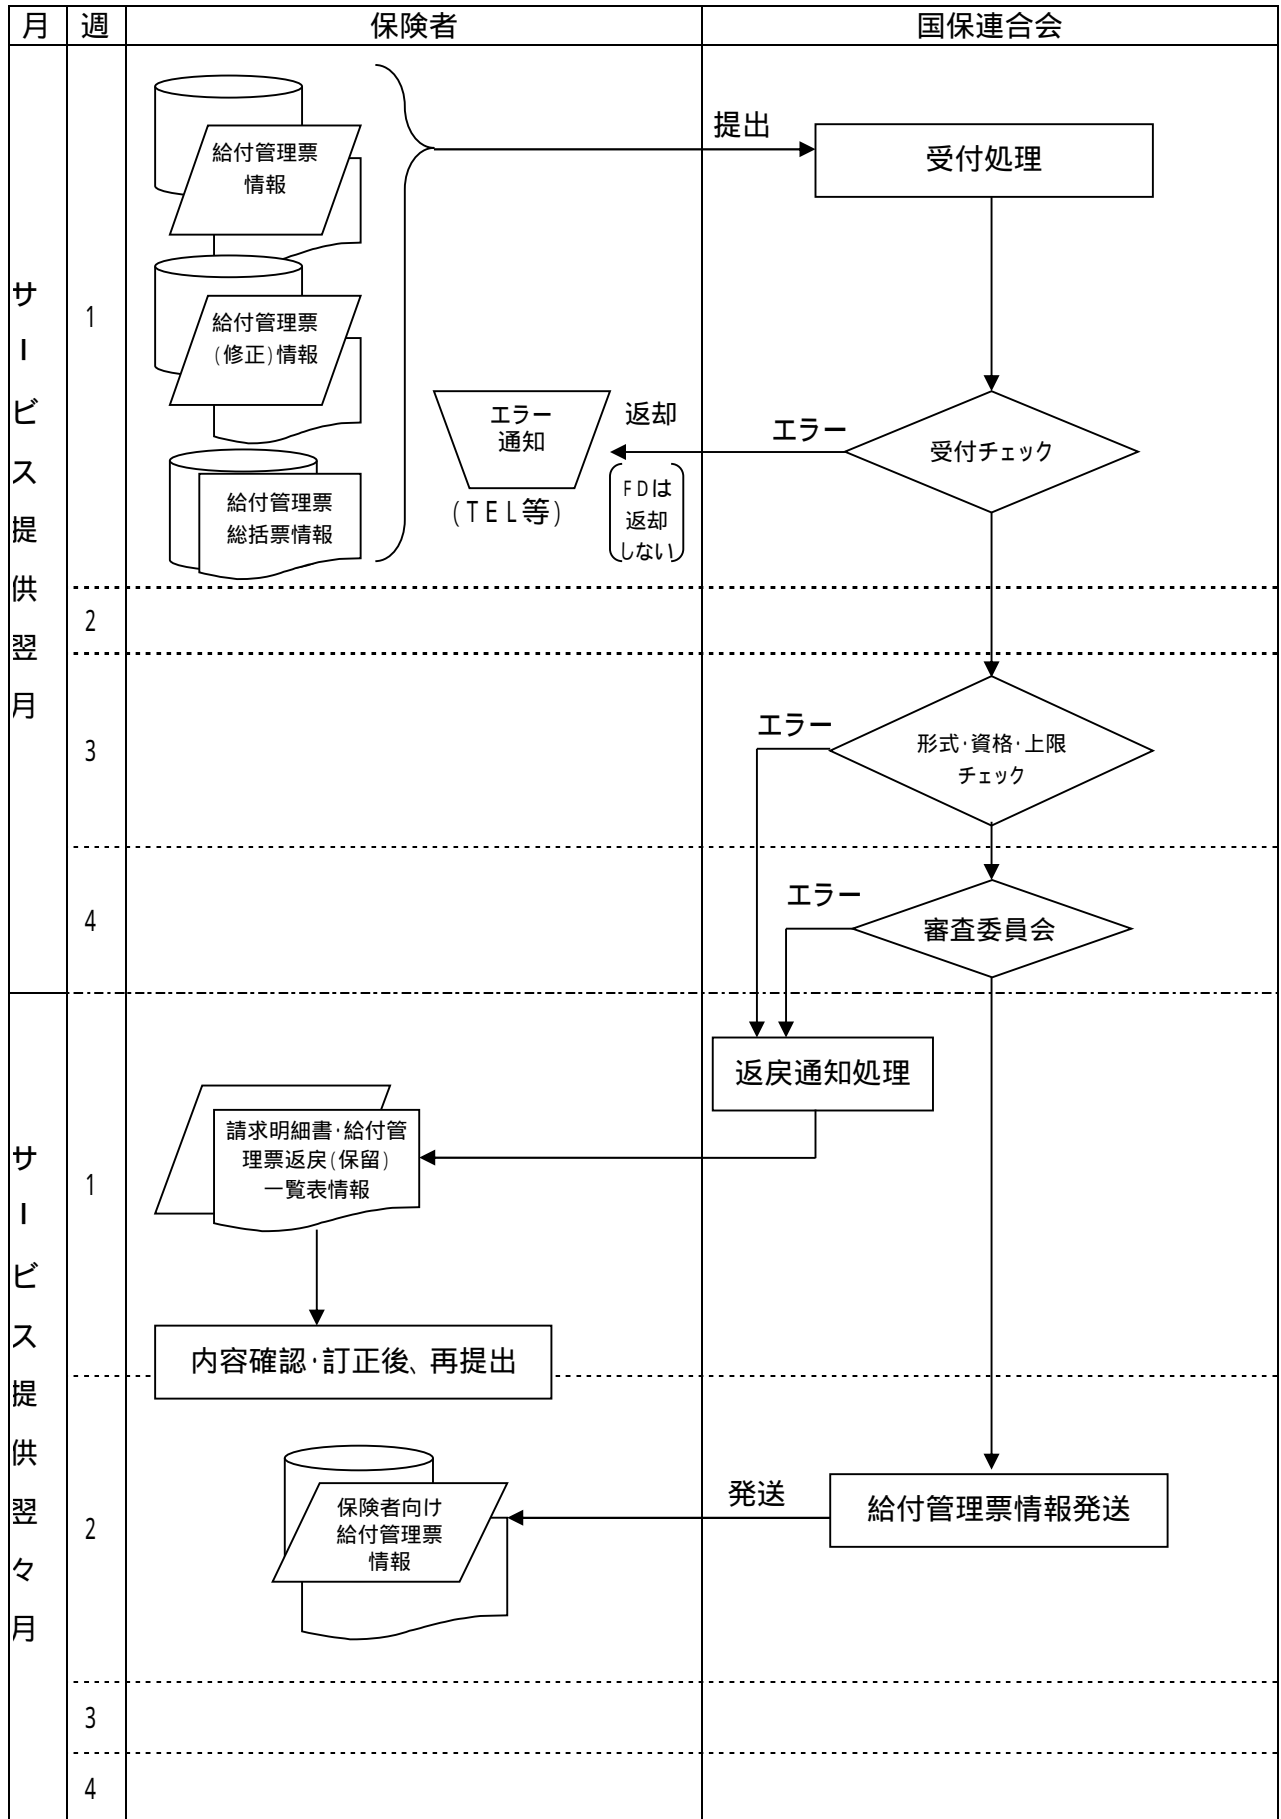 月 週 保険者 国保連合会
サービス提供翌月
1
給付管理票
情報
提出
受付処理
給付管理票
(修正)情報
エラー
通知
(TEL等)
返却
FDは
返却
しない
エラー
受付チェック
給付管理票
総括票情報
2
3
エラー
形式・資格・上限
チェック
4
エラー
審査委員会
サービス提供翌々月
1
返戻通知処理
請求明細書・給付管
理票返戻(保留)
一覧表情報
内容確認・訂正後、再提出
2
保険者向け
給付管理票
情報
発送
給付管理票情報発送
3
4